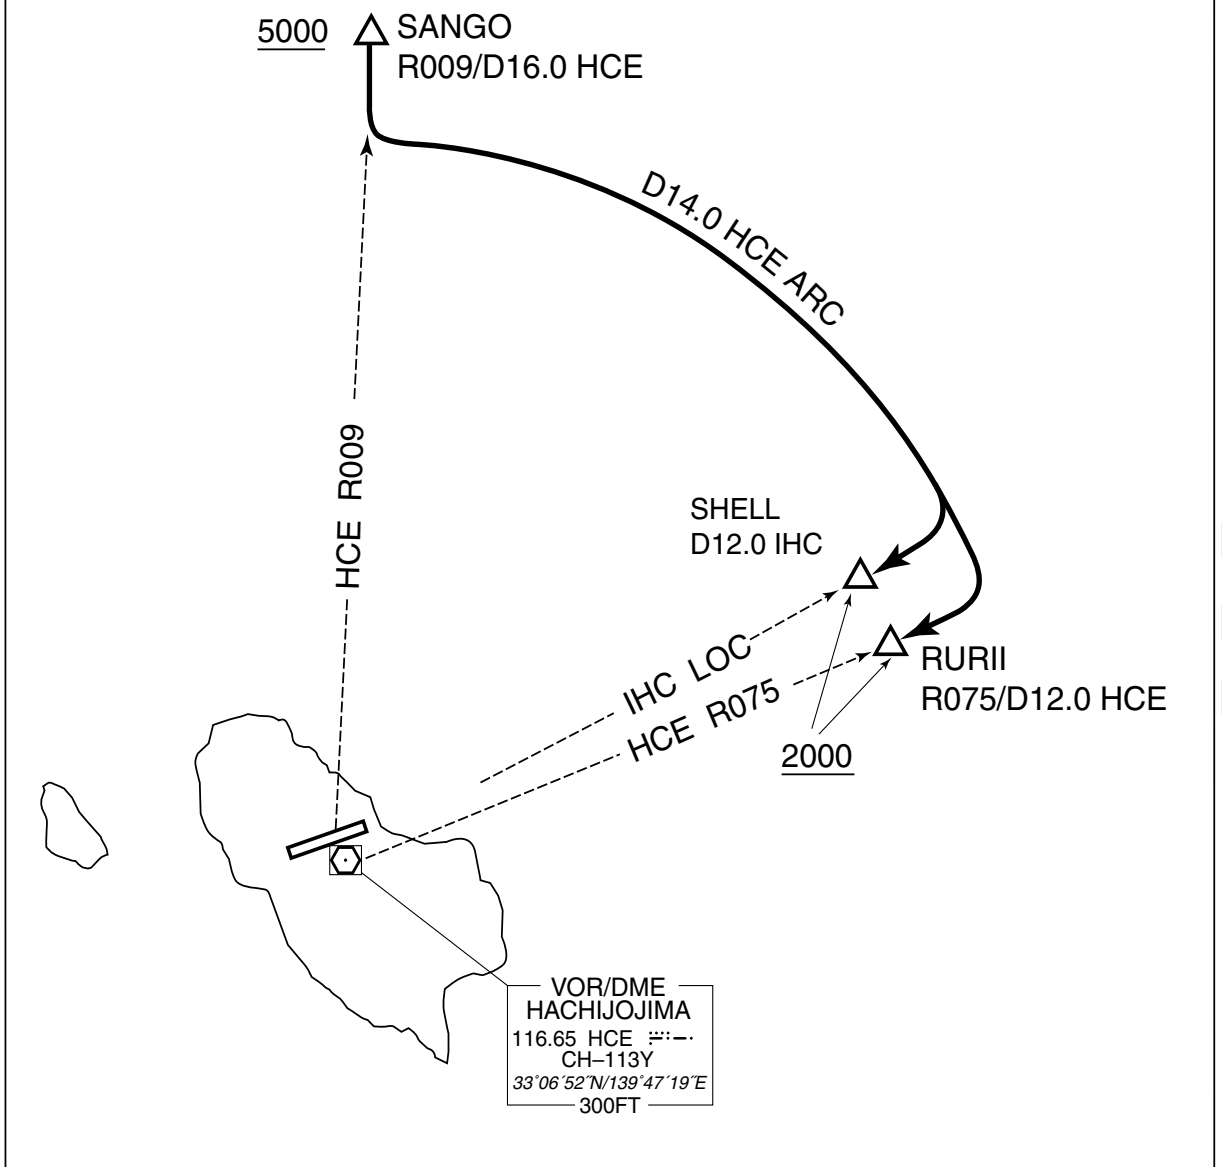 5000
SANGO
R009/D16.0 HCE
D14.0 HCE ARC
HCE R009
SHELL
D12.0 IHC
IHC LOC
HCE R075
RURII
R075/D12.0 HCE
2000
VOR/DME
HACHIJOJIMA
116.65 HCE
CH–113Y
33°06´52˝N/139°47´19˝E
300FT